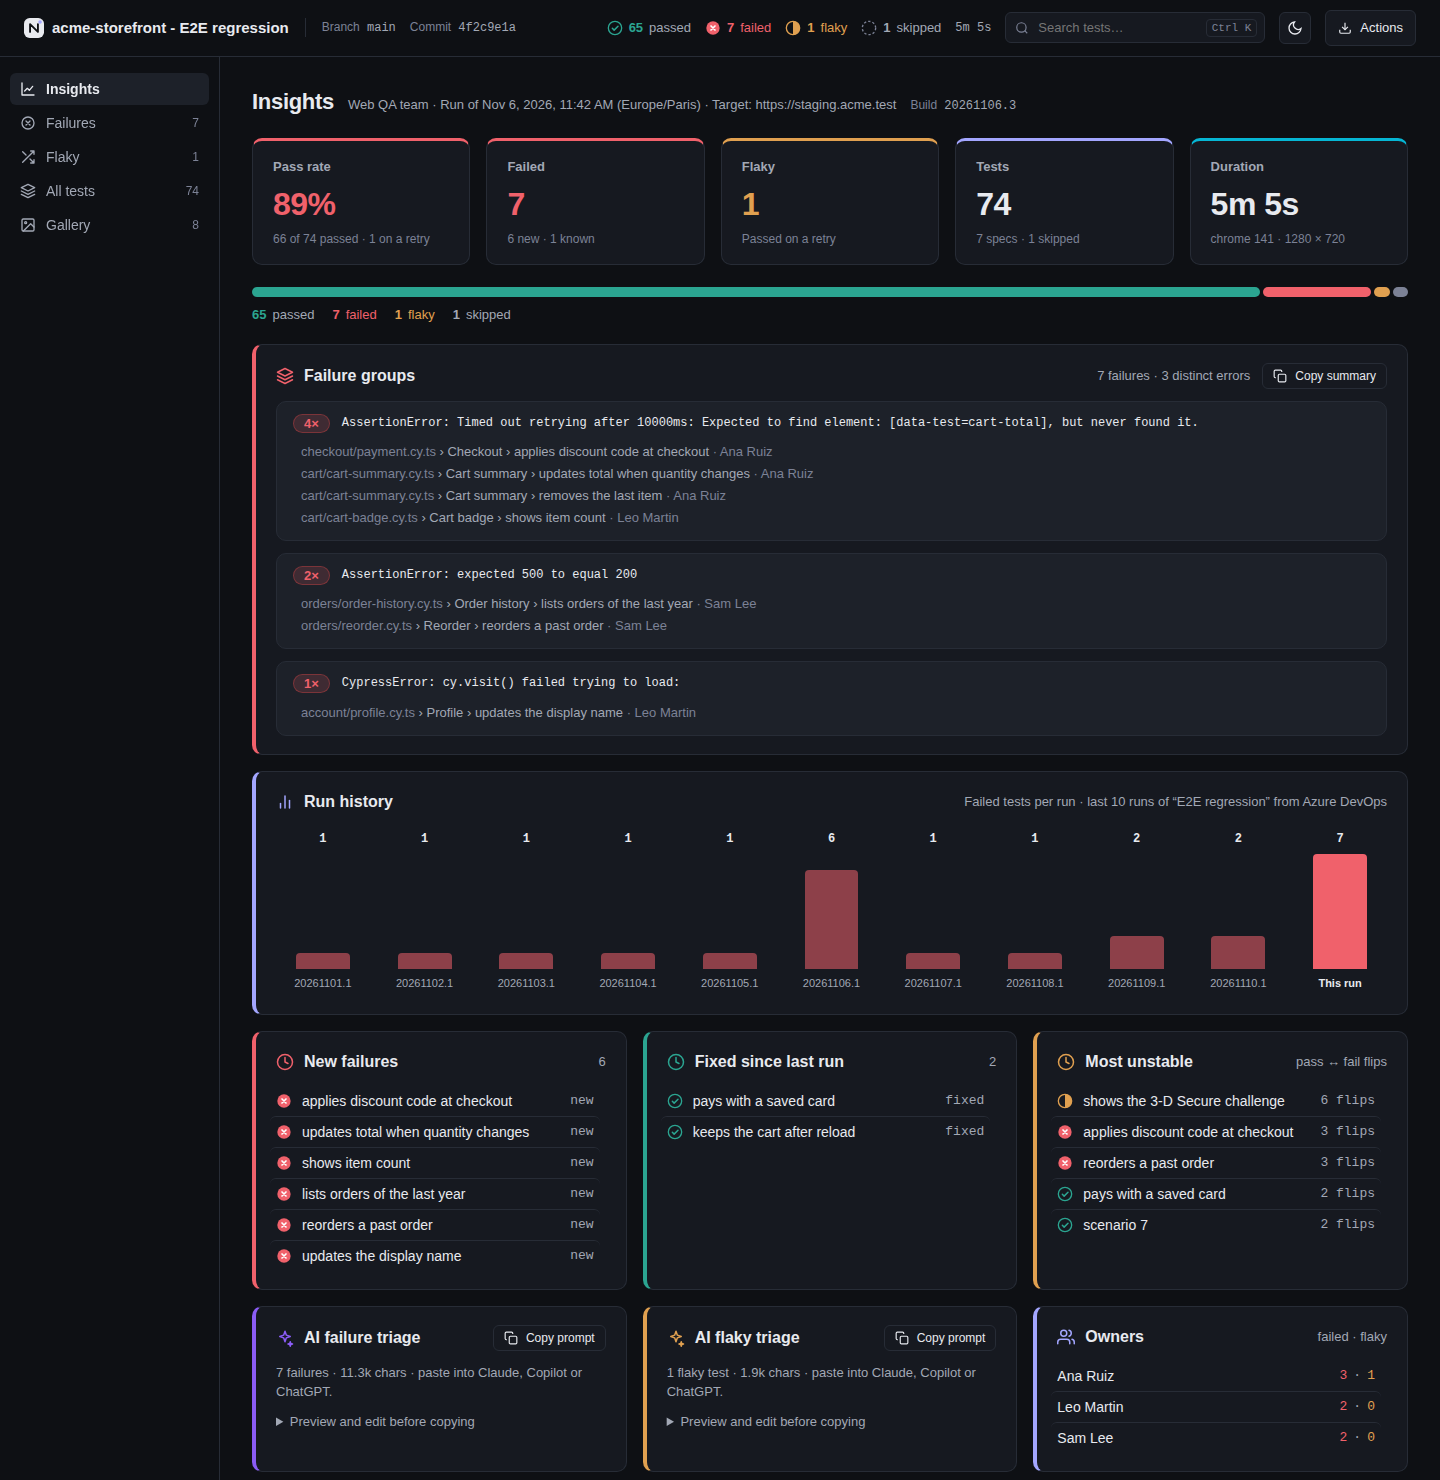 acme-storefront - E2E regression
Branch main Commit 4f2c9e1a
65 passed 7 failed 1 flaky 1 skipped 5m 5s
Search tests… Ctrl K
Actions
Insights
Failures 7
Flaky 1
All tests 74
Gallery 8
Insights Web QA team · Run of Nov 6, 2026, 11:42 AM (Europe/Paris) · Target: https://staging.acme.test Build 20261106.3
Pass rate
89%
66 of 74 passed · 1 on a retry
Failed
7
6 new · 1 known
Flaky
1
Passed on a retry
Tests
74
7 specs · 1 skipped
Duration
5m 5s
chrome 141 · 1280 × 720
65 passed 7 failed 1 flaky 1 skipped
Failure groups 7 failures · 3 distinct errors Copy summary
4× AssertionError: Timed out retrying after 10000ms: Expected to find element: [data-test=cart-total], but never found it.
checkout/payment.cy.ts › Checkout › applies discount code at checkout · Ana Ruiz
cart/cart-summary.cy.ts › Cart summary › updates total when quantity changes · Ana Ruiz
cart/cart-summary.cy.ts › Cart summary › removes the last item · Ana Ruiz
cart/cart-badge.cy.ts › Cart badge › shows item count · Leo Martin
2× AssertionError: expected 500 to equal 200
orders/order-history.cy.ts › Order history › lists orders of the last year · Sam Lee
orders/reorder.cy.ts › Reorder › reorders a past order · Sam Lee
1× CypressError: cy.visit() failed trying to load:
account/profile.cy.ts › Profile › updates the display name · Leo Martin
Run history Failed tests per run · last 10 runs of “E2E regression” from Azure DevOps
1 1 1 1 1 6 1 1 2 2 7
20261101.1 20261102.1 20261103.1 20261104.1 20261105.1 20261106.1 20261107.1 20261108.1 20261109.1 20261110.1 This run
New failures 6
applies discount code at checkout new
updates total when quantity changes new
shows item count new
lists orders of the last year new
reorders a past order new
updates the display name new
Fixed since last run 2
pays with a saved card fixed
keeps the cart after reload fixed
Most unstable pass ↔ fail flips
shows the 3-D Secure challenge 6 flips
applies discount code at checkout 3 flips
reorders a past order 3 flips
pays with a saved card 2 flips
scenario 7 2 flips
AI failure triage Copy prompt
7 failures · 11.3k chars · paste into Claude, Copilot or
ChatGPT.
Preview and edit before copying
AI flaky triage Copy prompt
1 flaky test · 1.9k chars · paste into Claude, Copilot or
ChatGPT.
Preview and edit before copying
Owners failed · flaky
Ana Ruiz 3 · 1
Leo Martin 2 · 0
Sam Lee 2 · 0